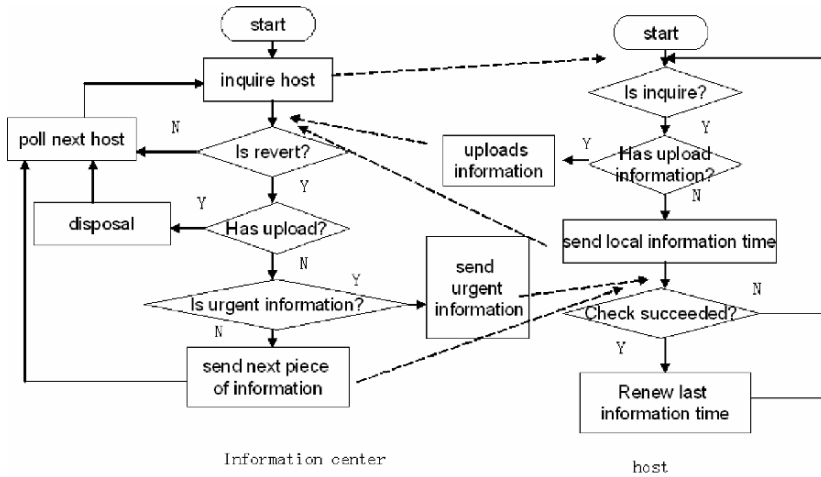 start
inquire host
N
poll next host
Is revert?
Y
Y
disposal
Has upload?
N
Y
Is urgent information?
N
send next piece
of information
send
urgent
information
Information center
start
Is inquire?
Y
uploads
information
Y
Has upload
information?
N
send local information time
N
Check succeeded?
Y
Renew last
information time
host